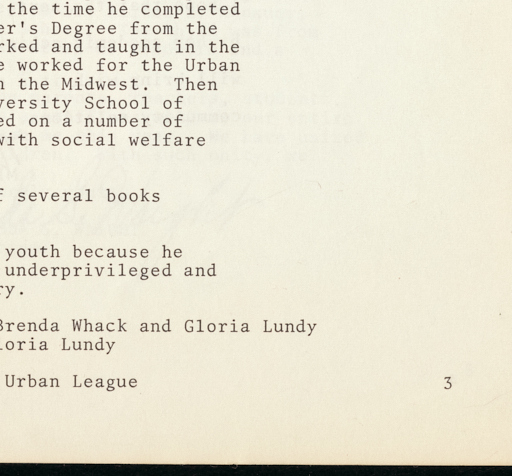 the time he completed
er's Degree from the
rked and taught in the
e worked for the Urban
n the Midwest. Then
versity School of
ed on a number of
with social welfare
f several books
youth because he
underprivileged and
ry.
Brenda Whack and Gloria Lundy
loria Lundy
Urban League 3